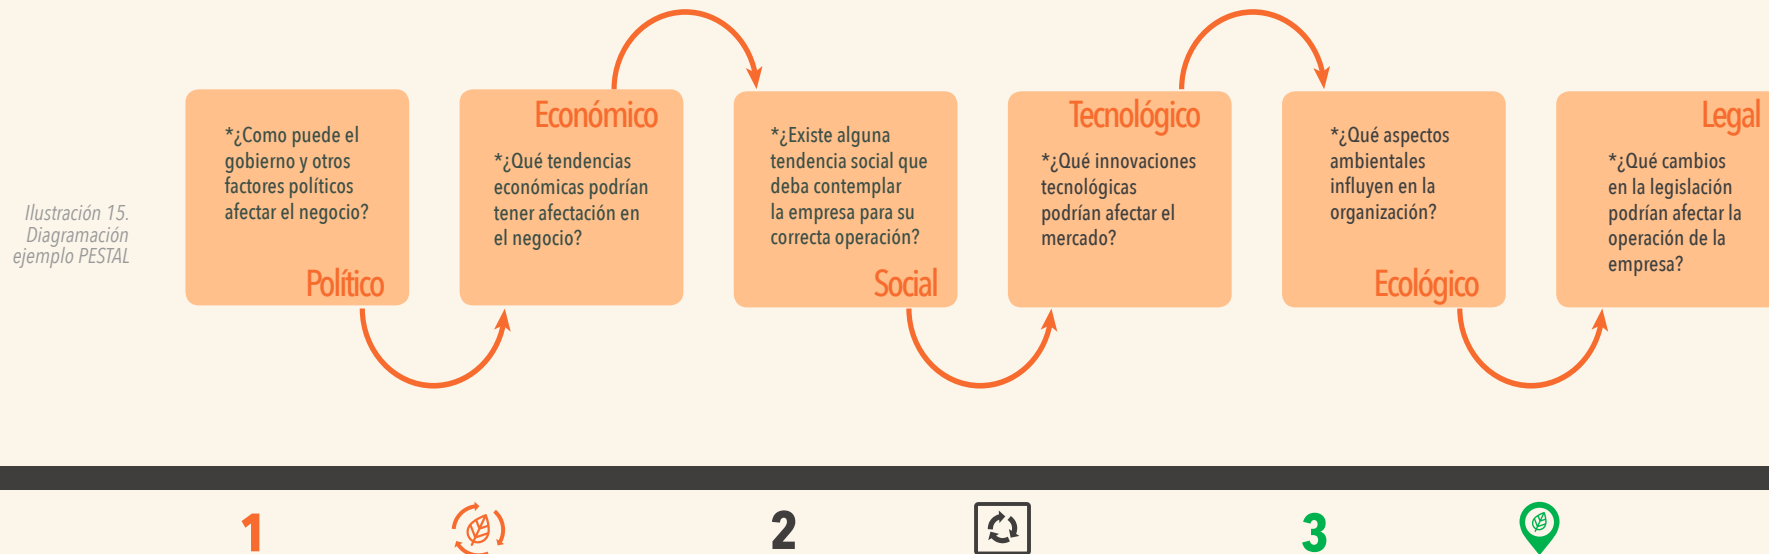 Ilustración 15.
Diagramación
ejemplo PESTAL
*¿Como puede el
gobierno y otros
factores políticos
afectar el negocio?
Político
Económico
*¿Qué tendencias
económicas podrían
tener afectación en
el negocio?
*¿Existe alguna
tendencia social que
deba contemplar
la empresa para su
correcta operación?
Social
Tecnológico
*¿Qué innovaciones
tecnológicas
podrían afectar el
mercado?
*¿Qué aspectos
ambientales
influyen en la
organización?
Ecológico
Legal
*¿Qué cambios
en la legislación
podrían afectar la
operación de la
empresa?
1
2
3